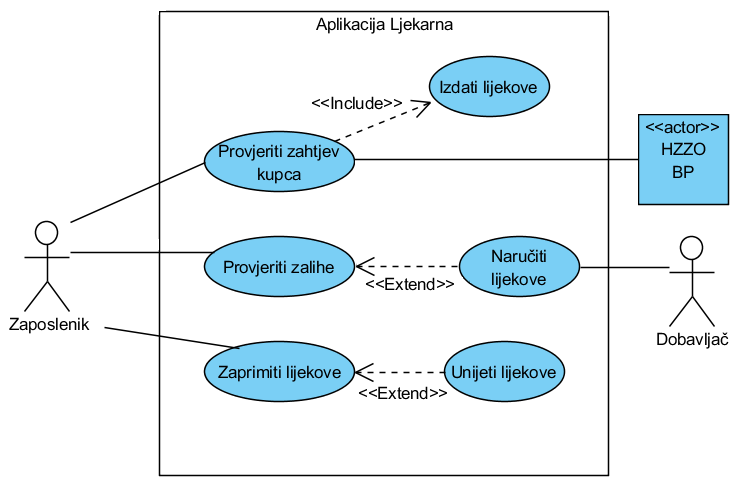 Aplikacija Ljekarna
Izdati lijekove
<<Include>>
Provjeriti zahtjev
kupca
<<actor>>
HZZO
BP
Provjeriti zalihe
<<Extend>>
Naručiti
lijekove
Zaposlenik
Dobavljač
Zaprimiti lijekove
<<Extend>>
Unijeti lijekove